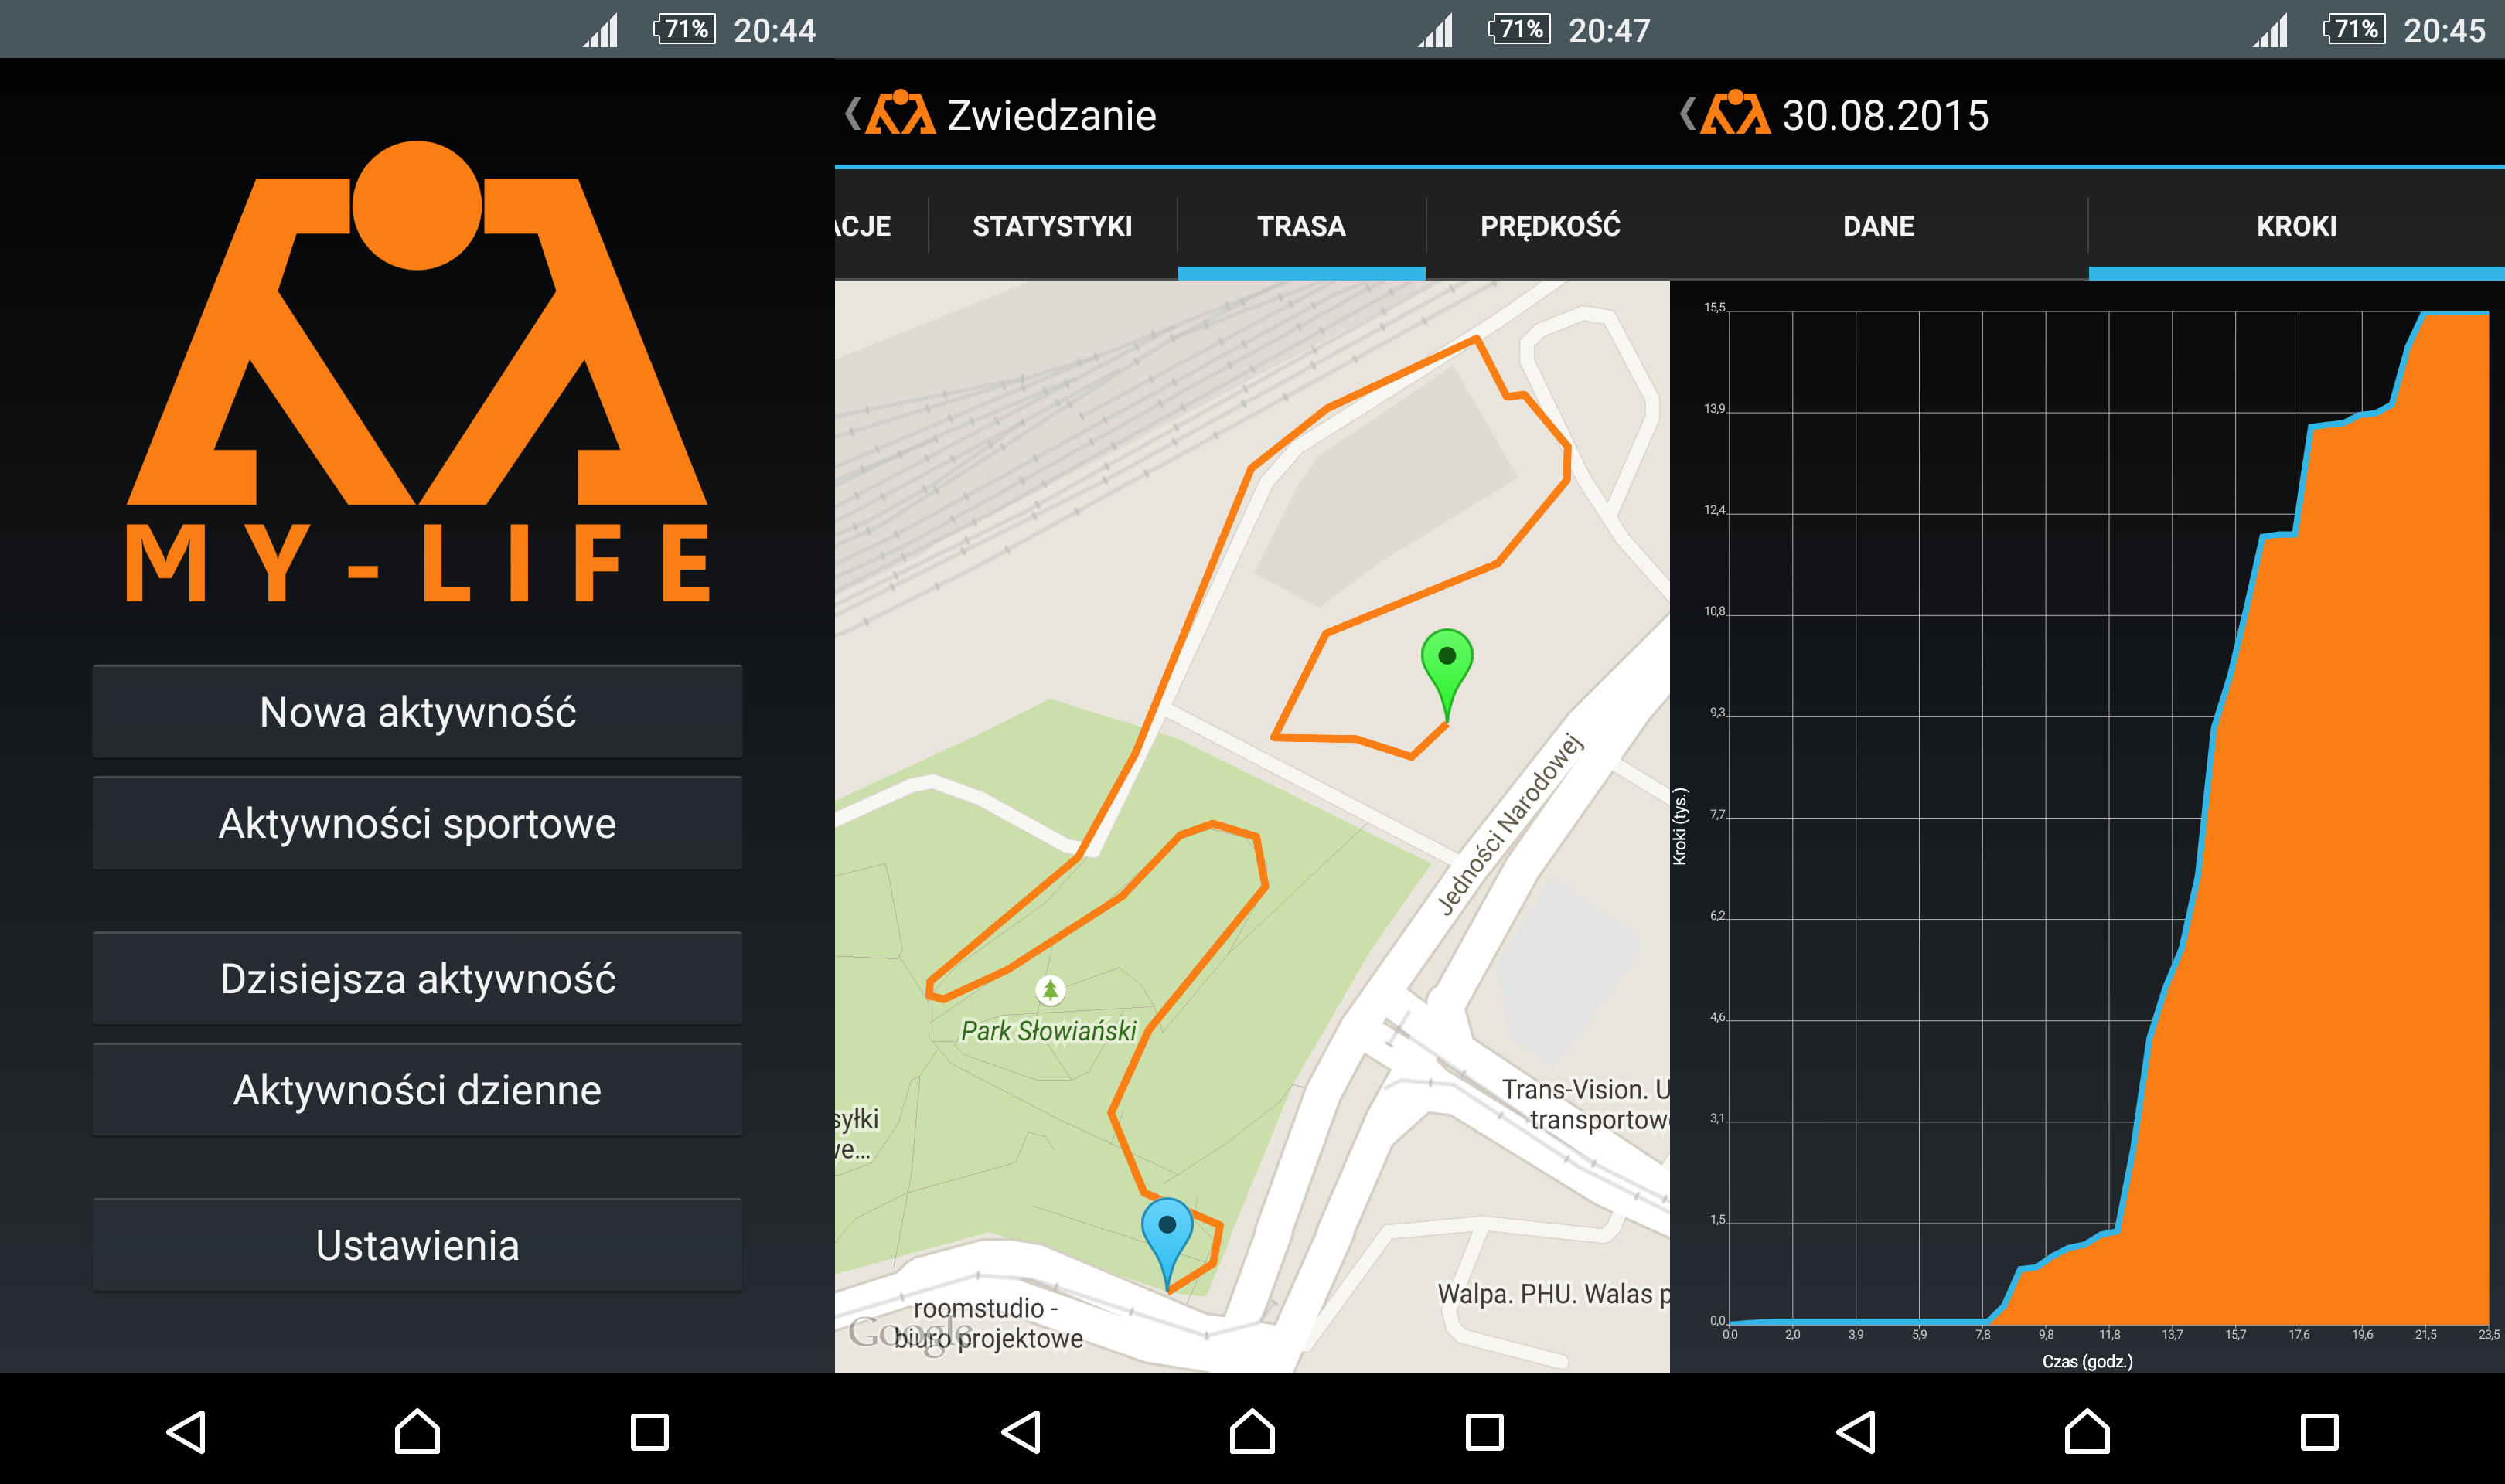 71% 20:44
MY-LIFE
Nowa aktywność
Aktywności sportowe
Dzisiejsza aktywność
Aktywności dzienne
Ustawienia
71% 20:47
Zwiedzanie
ACJE STATYSTYKI TRASA PRĘDKOŚĆ
Jedności Narodowej
Park Słowiański
Trans-Vision. U
transportow
syłki
we...
Walpa. PHU. Walas p
roomstudio -
biuro projektowe
Google
71% 20:45
30.08.2015
DANE KROKI
15,5
13,9
12,4
10,8
9,3
7,7
Kroki (tys.)
6,2
4,6
3,1
1,5
0,0
0,0 2,0 3,9 5,9 7,8 9,8 11,8 13,7 15,7 17,6 19,6 21,5 23,5
Czas (godz.)